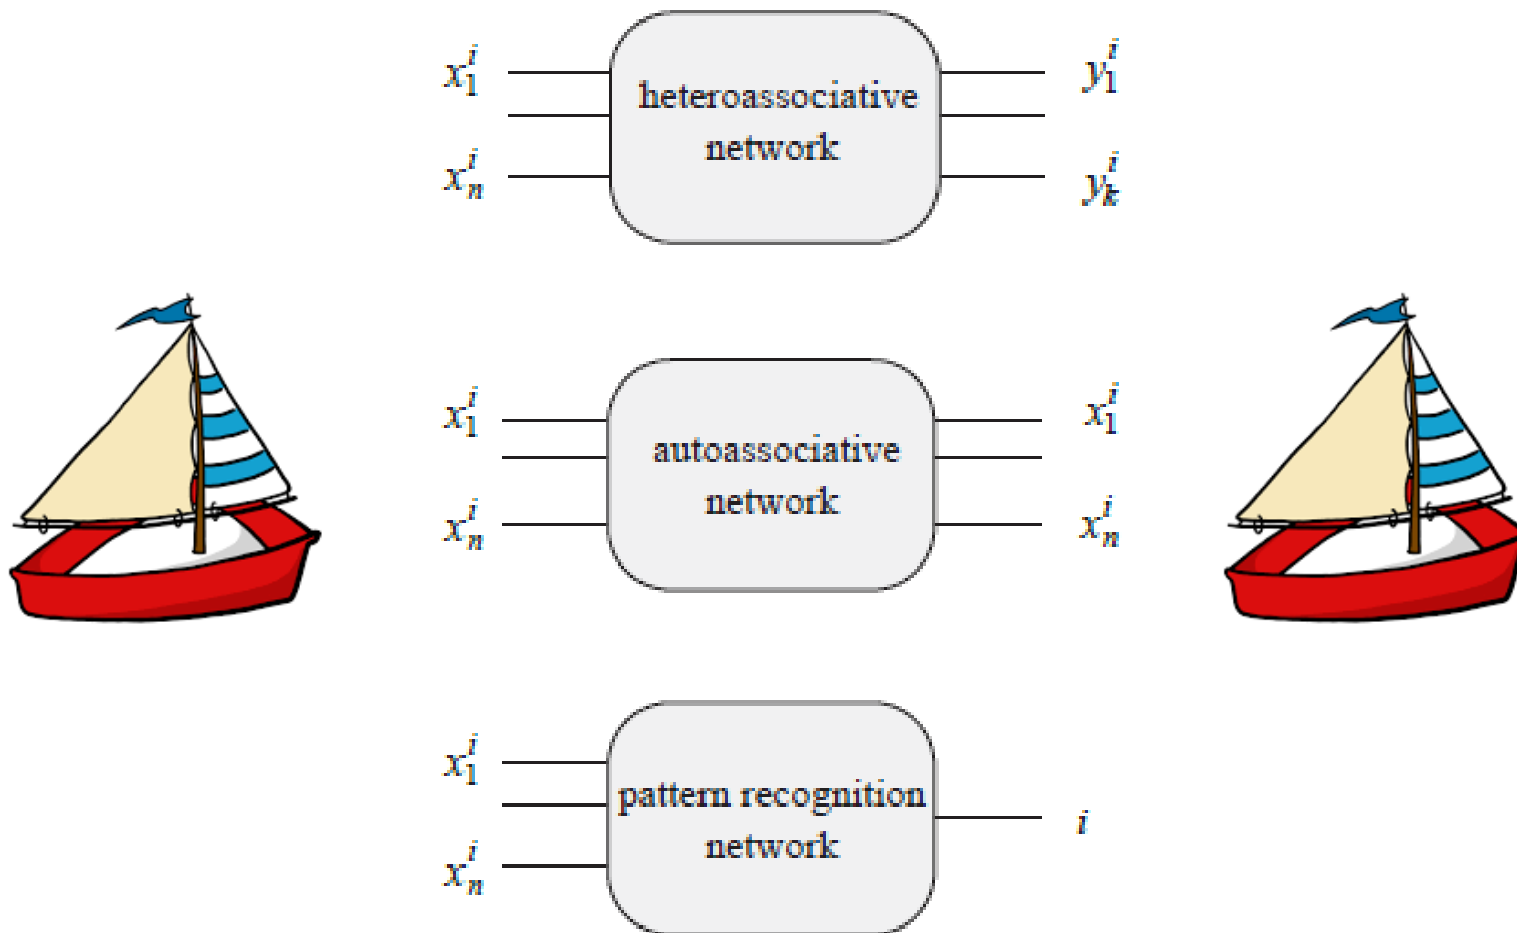 x_1^i heteroassociative y_1^i
network
x_n^i y_k^i
x_1^i autoassociative x_1^i
network
x_n^i x_n^i
x_1^i pattern recognition
network i
x_n^i